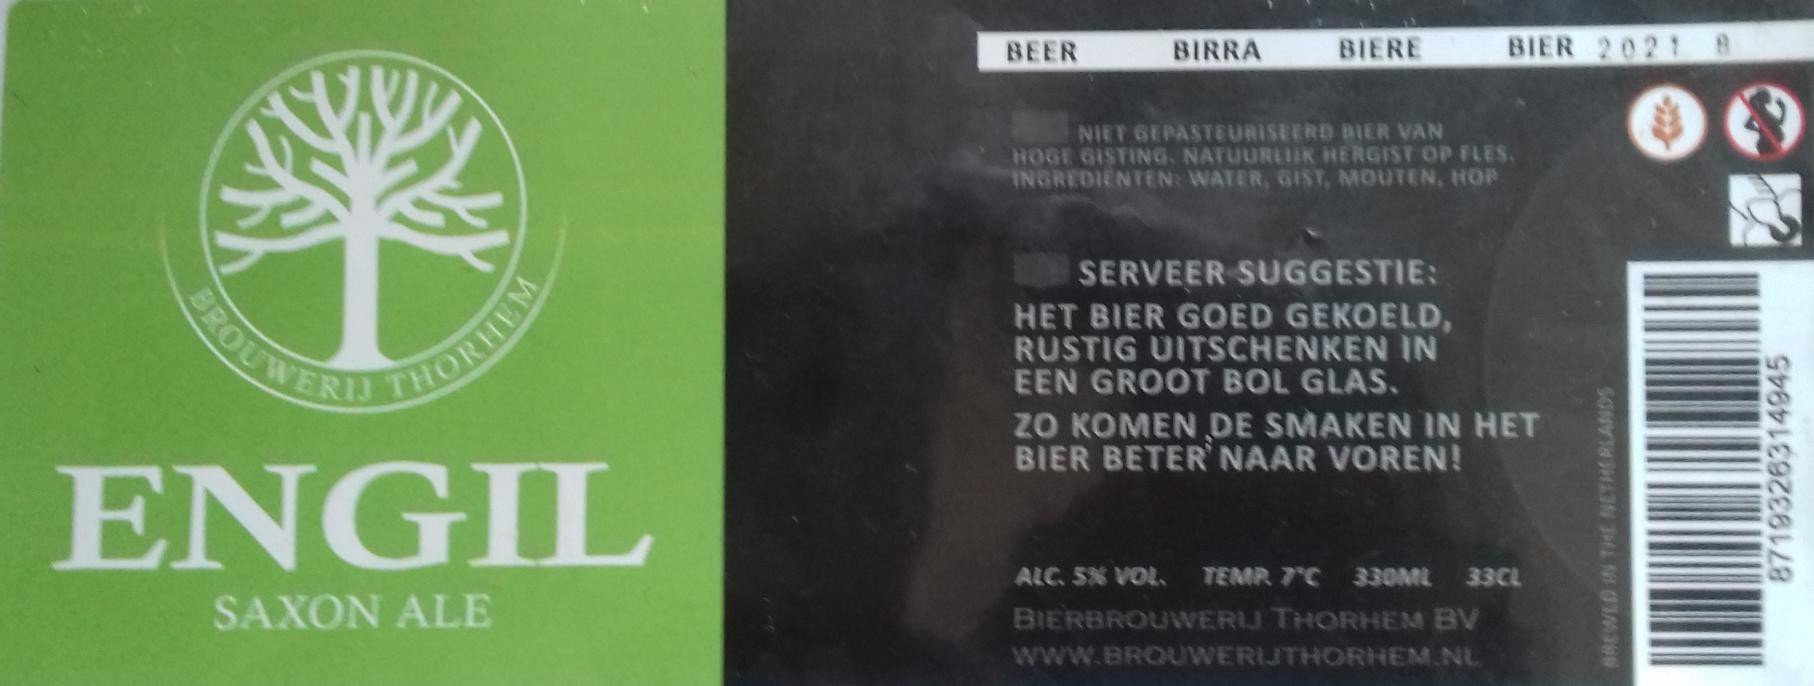 BROUWERIJ THORHEM
ENGIL
SAXON ALE
BEER BIRRA BIERE BIER 2021 8
NIET GEPASTEURISEERD BIER VAN
HOGE GISTING. NATUURLIJK HERGIST OP FLES.
INGREDIENTEN: WATER, GIST, MOUTEN, HOP
SERVEER SUGGESTIE:
HET BIER GOED GEKOELD,
RUSTIG UITSCHENKEN IN
EEN GROOT BOL GLAS.
ZO KOMEN DE SMAKEN IN HET
BIER BETER NAAR VOREN!
ALC. 5% VOL. TEMP. 7°C 330ML 33CL
BIERBROUWERIJ THORHEM BV
WWW.BROUWERIJTHORHEM.NL
BREWED IN THE NETHERLANDS
8719326314945